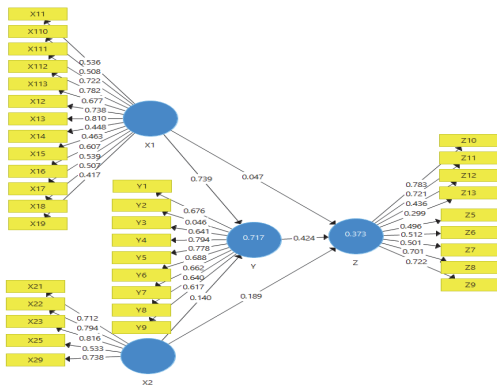 X11
X110
X111
X112
X113
X12
X13
X14
X15
X16
X17
X18
X19
0.536
0.508
0.722
0.782
0.677
0.738
0.810
0.448
0.463
0.607
0.539
0.507
0.417
X1
0.739
0.047
Y1
Y2
Y3
Y4
Y5
Y6
Y7
Y8
Y9
0.676
0.046
0.641
0.794
0.778
0.688
0.662
0.640
0.617
0.717
Y
0.424
0.373
Z
0.140
0.189
Z10
Z11
Z12
Z13
Z5
Z6
Z7
Z8
Z9
0.783
0.721
0.436
0.299
0.496
0.512
0.501
0.701
0.722
X21
X22
X23
X25
X29
0.712
0.794
0.816
0.533
0.738
X2